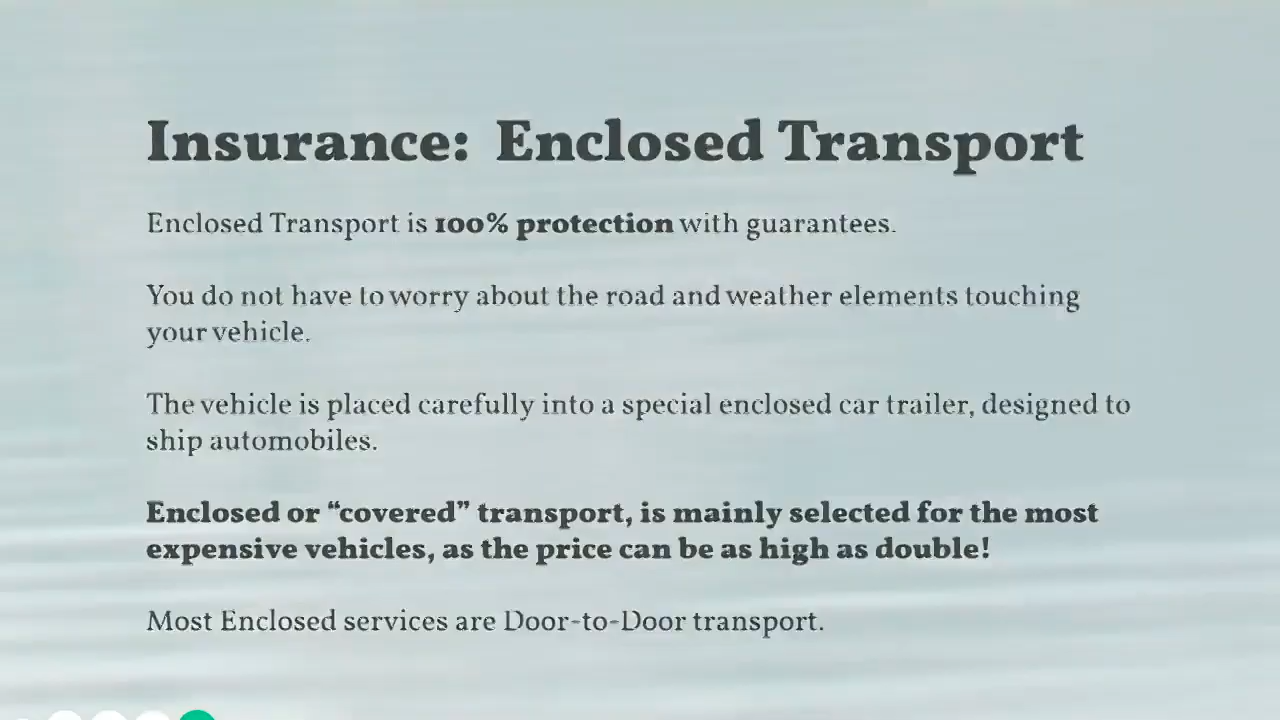 Insurance: Enclosed Transport
Enclosed Transport is 100% protection with guarantees.
You do not have to worry about the road and weather elements touching
your vehicle.
The vehicle is placed carefully into a special enclosed car trailer, designed to
ship automobiles.
Enclosed or “covered” transport, is mainly selected for the most
expensive vehicles, as the price can be as high as double!
Most Enclosed services are Door-to-Door transport.